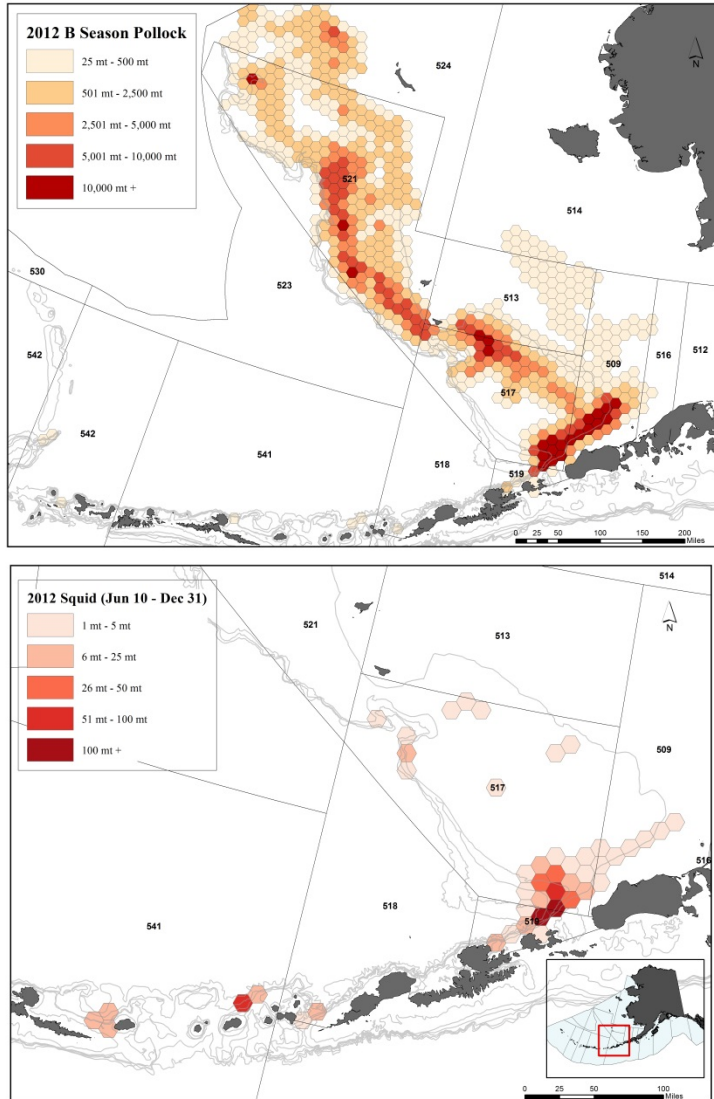 2012 B Season Pollock
25 mt - 500 mt
501 mt - 2,500 mt
2,501 mt - 5,000 mt
5,001 mt - 10,000 mt
10,000 mt +
524
N
521
514
530
523
513
542
509
516
512
517
542
541
518
519
0 25 50 100 150 200
Miles
2012 Squid (Jun 10 - Dec 31)
1 mt - 5 mt
6 mt - 25 mt
26 mt - 50 mt
51 mt - 100 mt
100 mt +
514
521
513
N
509
517
516
518
519
541
0 25 50 100
Miles